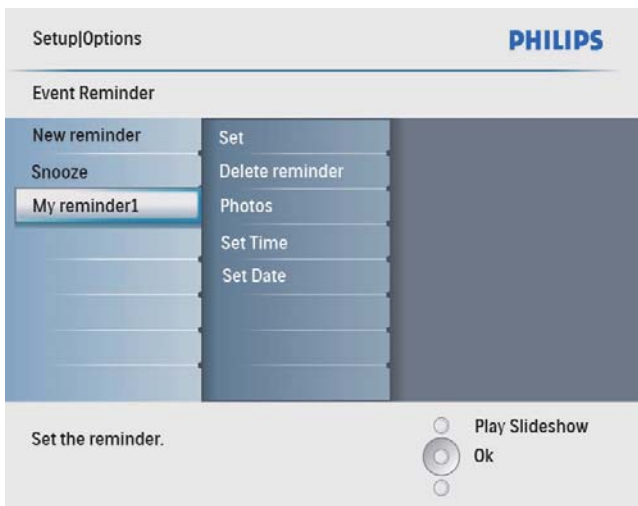 Setup|Options
PHILIPS
Event Reminder
New reminder
Snooze
My reminder1
Set
Delete reminder
Photos
Set Time
Set Date
Set the reminder.
Play Slideshow
Ok